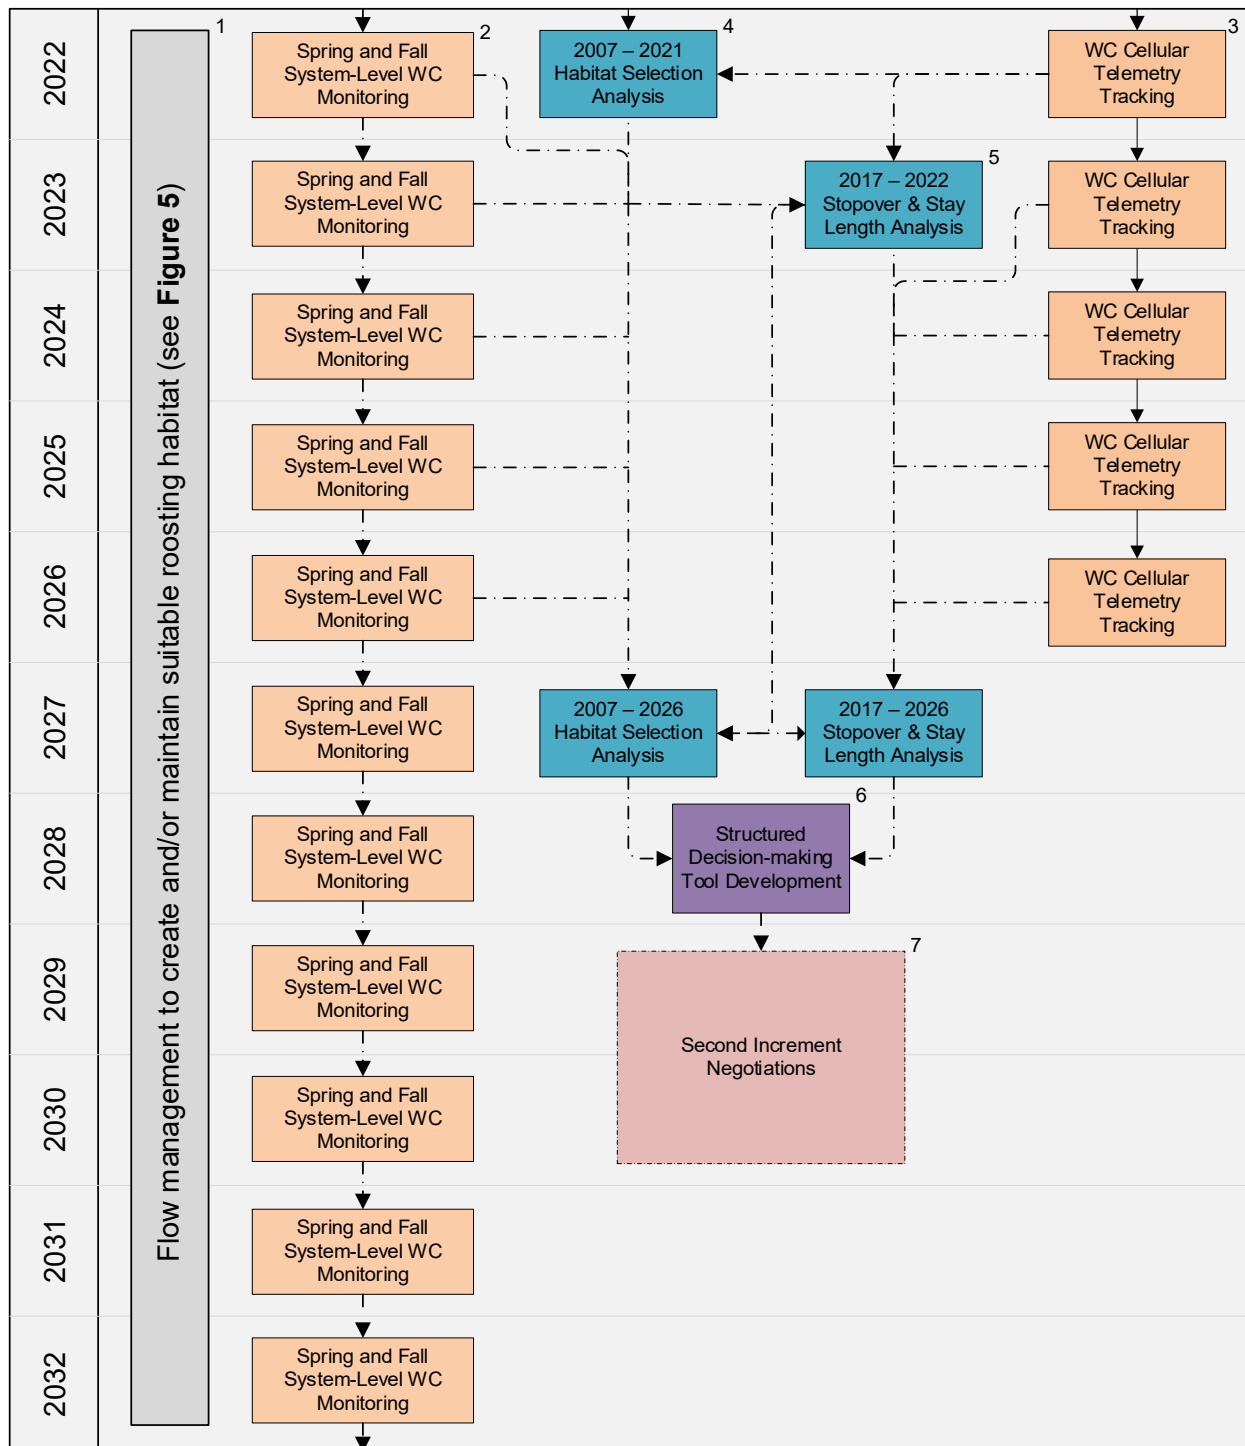 1
2
4
3
2022
Spring and Fall
System-Level WC
Monitoring
2007 – 2021
Habitat Selection
Analysis
WC Cellular
Telemetry
Tracking
Flow management to create and/or maintain suitable roosting habitat (see Figure 5)
2023
Spring and Fall
System-Level WC
Monitoring
5
2017 – 2022
Stopover & Stay
Length Analysis
WC Cellular
Telemetry
Tracking
2024
Spring and Fall
System-Level WC
Monitoring
WC Cellular
Telemetry
Tracking
2025
Spring and Fall
System-Level WC
Monitoring
WC Cellular
Telemetry
Tracking
2026
Spring and Fall
System-Level WC
Monitoring
WC Cellular
Telemetry
Tracking
2027
Spring and Fall
System-Level WC
Monitoring
2007 – 2026
Habitat Selection
Analysis
2017 – 2026
Stopover & Stay
Length Analysis
2028
Spring and Fall
System-Level WC
Monitoring
6
Structured
Decision-making
Tool Development
2029
Spring and Fall
System-Level WC
Monitoring
7
Second Increment
Negotiations
2030
Spring and Fall
System-Level WC
Monitoring
2031
Spring and Fall
System-Level WC
Monitoring
2032
Spring and Fall
System-Level WC
Monitoring